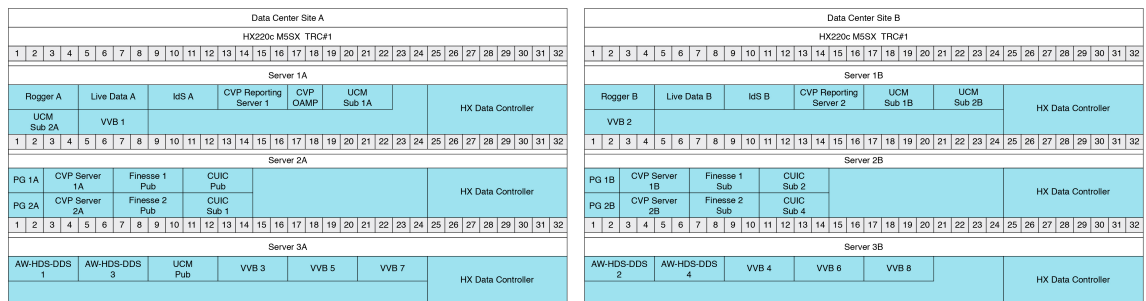 Data Center Site A
HX220c M5SX TRC#1
1 2 3 4 5 6 7 8 9 10 11 12 13 14 15 16 17 18 19 20 21 22 23 24 25 26 27 28 29 30 31 32
Server 1A
Rogger A Live Data A IdS A CVP Reporting Server 1 CVP OAMP UCM Sub 1A HX Data Controller
UCM Sub 2A VVB 1
1 2 3 4 5 6 7 8 9 10 11 12 13 14 15 16 17 18 19 20 21 22 23 24 25 26 27 28 29 30 31 32
Server 2A
PG 1A CVP Server 1A Finesse 1 Pub CUIC Pub HX Data Controller
PG 2A CVP Server 2A Finesse 2 Pub CUIC Sub 1
1 2 3 4 5 6 7 8 9 10 11 12 13 14 15 16 17 18 19 20 21 22 23 24 25 26 27 28 29 30 31 32
Server 3A
AW-HDS-DDS 1 AW-HDS-DDS 3 UCM Pub VVB 3 VVB 5 VVB 7 HX Data Controller
Data Center Site B
HX220c M5SX TRC#1
1 2 3 4 5 6 7 8 9 10 11 12 13 14 15 16 17 18 19 20 21 22 23 24 25 26 27 28 29 30 31 32
Server 1B
Rogger B Live Data B IdS B CVP Reporting Server 2 UCM Sub 1B UCM Sub 2B HX Data Controller
VVB 2
1 2 3 4 5 6 7 8 9 10 11 12 13 14 15 16 17 18 19 20 21 22 23 24 25 26 27 28 29 30 31 32
Server 2B
PG 1B CVP Server 1B Finesse 1 Sub CUIC Sub 2 HX Data Controller
PG 2B CVP Server 2B Finesse 2 Sub CUIC Sub 4
1 2 3 4 5 6 7 8 9 10 11 12 13 14 15 16 17 18 19 20 21 22 23 24 25 26 27 28 29 30 31 32
Server 3B
AW-HDS-DDS 2 AW-HDS-DDS 4 VVB 4 VVB 6 VVB 8 HX Data Controller